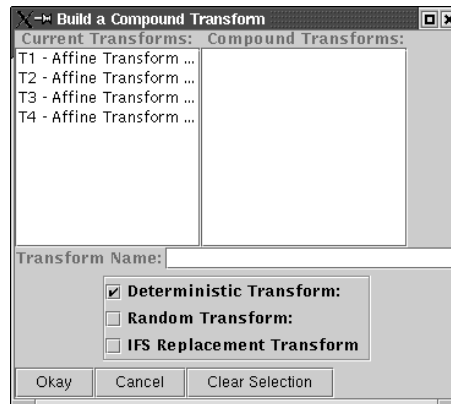 Build a Compound Transform
Current Transforms: Compound Transforms:
T1 - Affine Transform ...
T2 - Affine Transform ...
T3 - Affine Transform ...
T4 - Affine Transform ...
Transform Name:
Deterministic Transform:
Random Transform:
IFS Replacement Transform
Okay Cancel Clear Selection